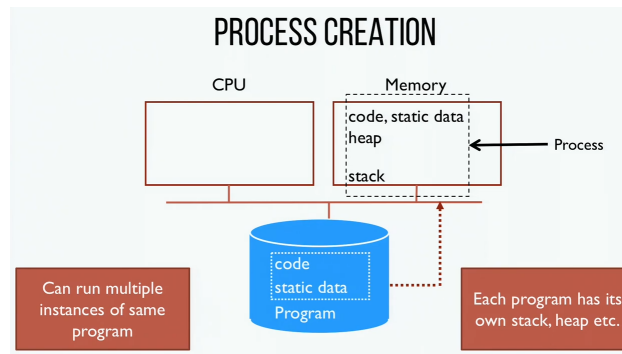 PROCESS CREATION
CPU
Memory
code, static data
heap
stack
Process
code
static data
Program
Can run multiple
instances of same
program
Each program has its
own stack, heap etc.